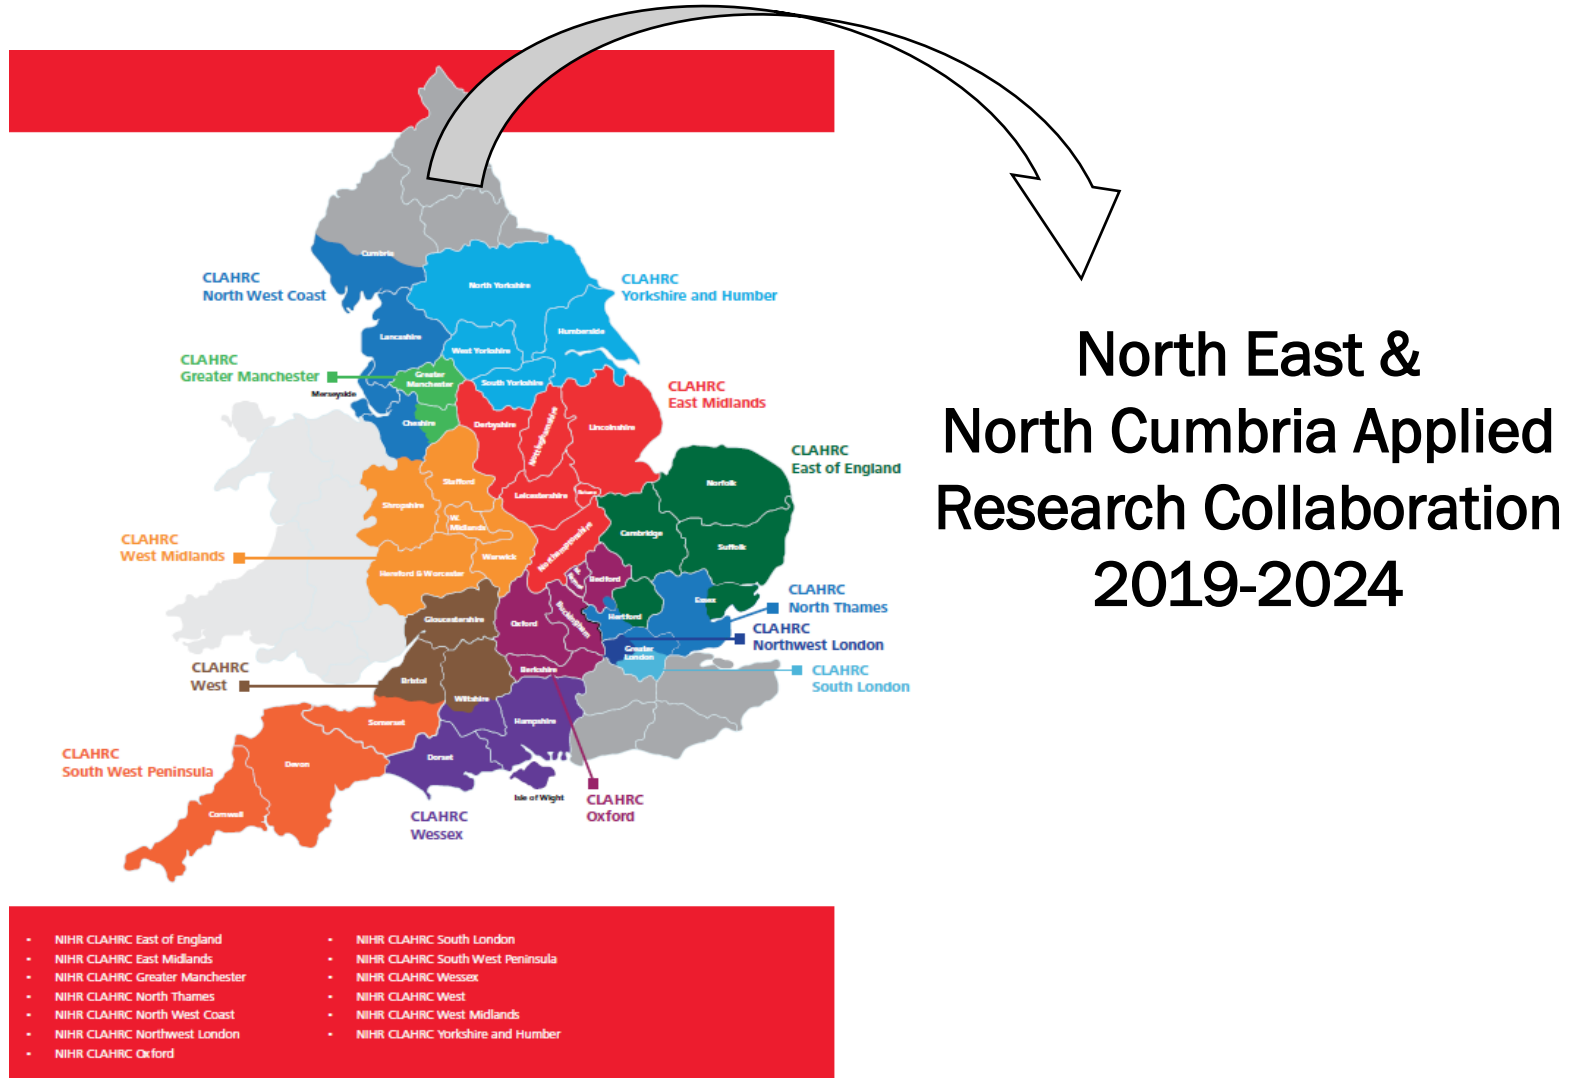 Cumbria
CLAHRC
North West Coast
North Yorkshire
CLAHRC
Yorkshire and Humber
Humberside
Lancashire
West Yorkshire
CLAHRC
Greater Manchester
Greater
Manchester
South Yorkshire
Merseyside
CLAHRC
East Midlands
Cheshire
Derbyshire
Nottinghamshire
Lincolnshire
CLAHRC
East of England
Stafford
Shropshire
W.
Midlands
Leicestershire
Norfolk
Cambridge
Suffolk
CLAHRC
West Midlands
Warwick
Northamptonshire
Hereford & Worcester
Bedford
CLAHRC
North Thames
Essex
Hertford
Gloucestershire
Oxford
Buckingham
CLAHRC
Northwest London
Greater
London
CLAHRC
South London
Berkshire
CLAHRC
West
Bristol
Wiltshire
Somerset
Hampshire
CLAHRC
South West Peninsula
Devon
Dorset
Isle of Wight
Cornwall
CLAHRC
Wessex
CLAHRC
Oxford
North East &
North Cumbria Applied
Research Collaboration
2019-2024
- NIHR CLAHRC East of England
- NIHR CLAHRC East Midlands
- NIHR CLAHRC Greater Manchester
- NIHR CLAHRC North Thames
- NIHR CLAHRC North West Coast
- NIHR CLAHRC Northwest London
- NIHR CLAHRC Oxford
- NIHR CLAHRC South London
- NIHR CLAHRC South West Peninsula
- NIHR CLAHRC Wessex
- NIHR CLAHRC West
- NIHR CLAHRC West Midlands
- NIHR CLAHRC Yorkshire and Humber